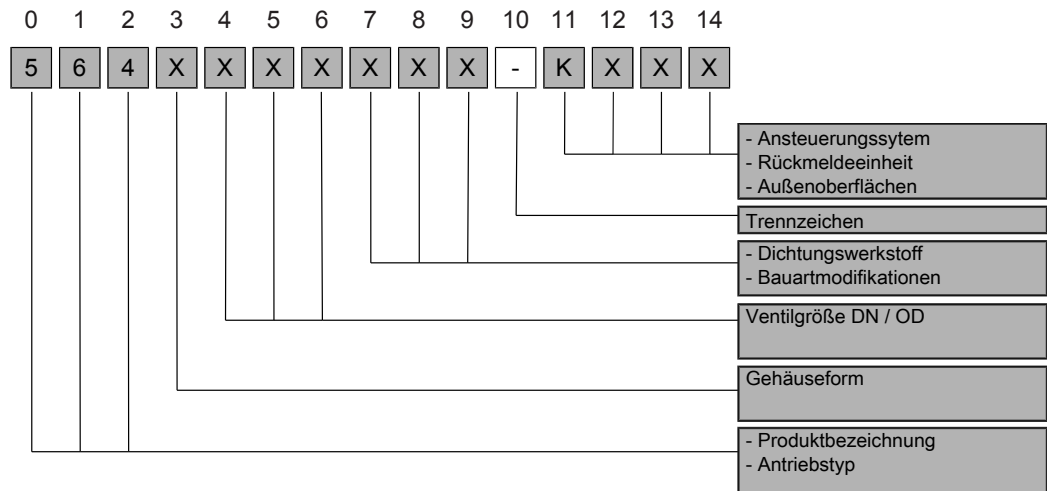 0 1 2 3 4 5 6 7 8 9 10 11 12 13 14
5 6 4 X X X X X X X - K X X X
- Ansteuerungssytem
- Rückmeldeeinheit
- Außenoberflächen
Trennzeichen
- Dichtungswerkstoff
- Bauartmodifikationen
Ventilgröße DN / OD
Gehäuseform
- Produktbezeichnung
- Antriebstyp